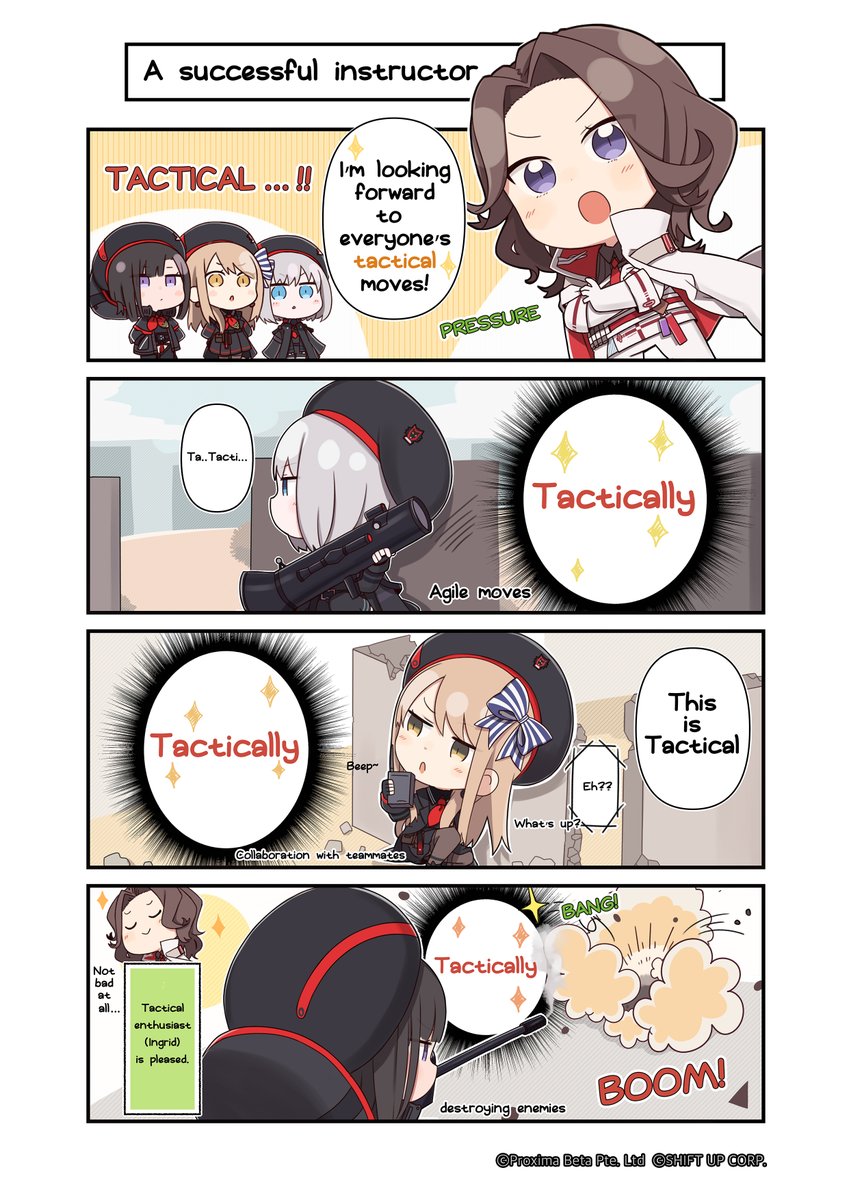 A successful instructor
TACTICAL ...!!
I'm looking
forward
to
everyone's
tactical
moves!
PRESSURE
Ta..Tacti...
Tactically
Agile moves
Tactically
Beep~
Collaboration with teammates
What's up?
Eh??
This
is
Tactical
Not
bad
at
all...
Tactical
enthusiast
(Ingrid)
is pleased.
Tactically
BANG!
BOOM!
destroying enemies
©Proxima Beta Pte. Ltd ©SHIFT UP CORP.